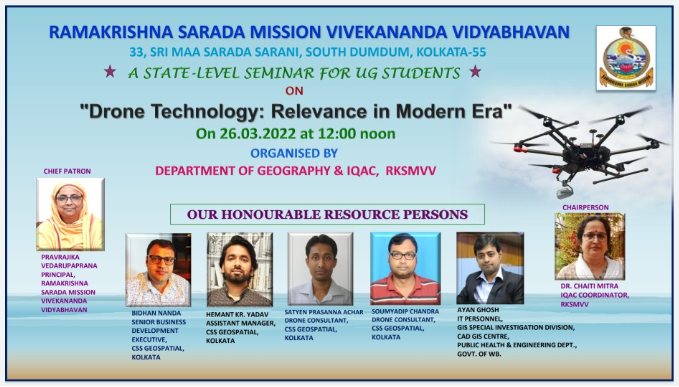 RAMAKRISHNA SARADA MISSION VIVEKANANDA VIDYABHAVAN
33, SRI MAA SARADA SARANI, SOUTH DUMDUM, KOLKATA-55
A STATE-LEVEL SEMINAR FOR UG STUDENTS
ON
"Drone Technology: Relevance in Modern Era"
On 26.03.2022 at 12:00 noon
ORGANISED BY
DEPARTMENT OF GEOGRAPHY & IQAC, RKSMVV
CHIEF PATRON
PRAVRAJIKA
VEDARUPAPRANA
PRINCIPAL,
RAMAKRISHNA
SARADA MISSION
VIVEKANANDA
VIDYABHAVAN
OUR HONOURABLE RESOURCE PERSONS
BIDHAN NANDA
SENIOR BUSINESS
DEVELOPMENT
EXECUTIVE,
CSS GEOSPATIAL,
KOLKATA
HEMANT KR. YADAV
ASSISTANT MANAGER,
CSS GEOSPATIAL,
KOLKATA
SATYEN PRASANNA ACHAR
DRONE CONSULTANT,
CSS GEOSPATIAL,
KOLKATA
SOUMYADIP CHANDRA
DRONE CONSULTANT,
CSS GEOSPATIAL,
KOLKATA
AYAN GHOSH
IT PERSONNEL,
GIS SPECIAL INVESTIGATION DIVISION,
CAD GIS CENTRE,
PUBLIC HEALTH & ENGINEERING DEPT.,
GOVT. OF WB.
CHAIRPERSON
DR. CHAITI MITRA
IQAC COORDINATOR,
RKSMVV